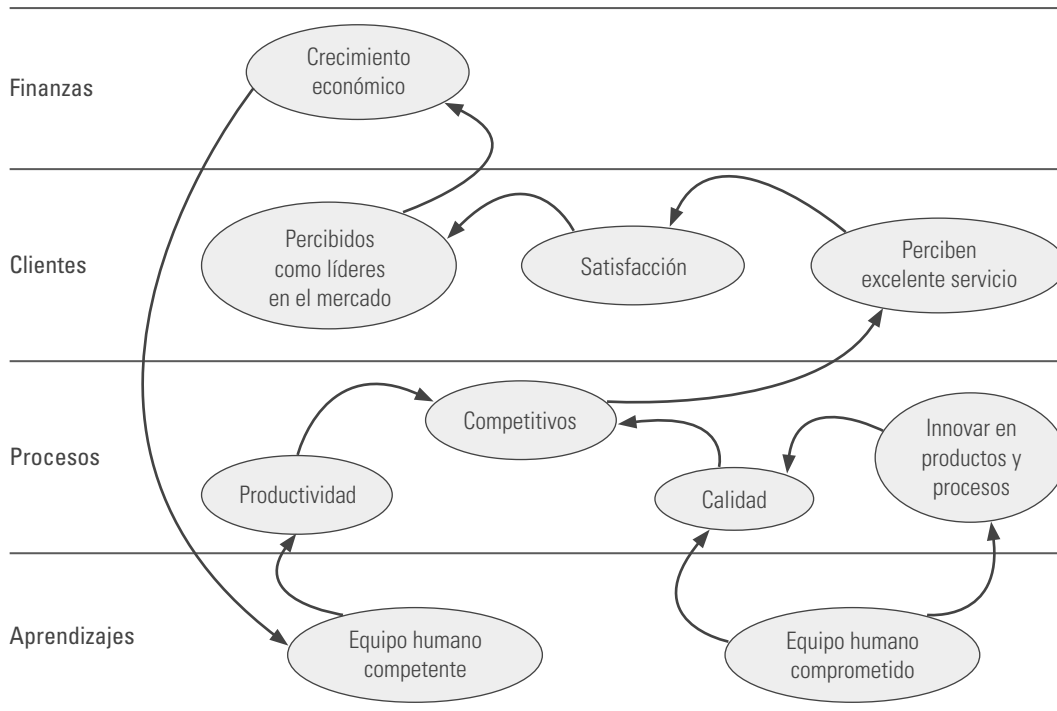 Finanzas
Crecimiento
económico
Clientes
Percibidos
como líderes
en el mercado
Satisfacción
Perciben
excelente servicio
Procesos
Competitivos
Productividad
Calidad
Innovar en
productos y
procesos
Aprendizajes
Equipo humano
competente
Equipo humano
comprometido